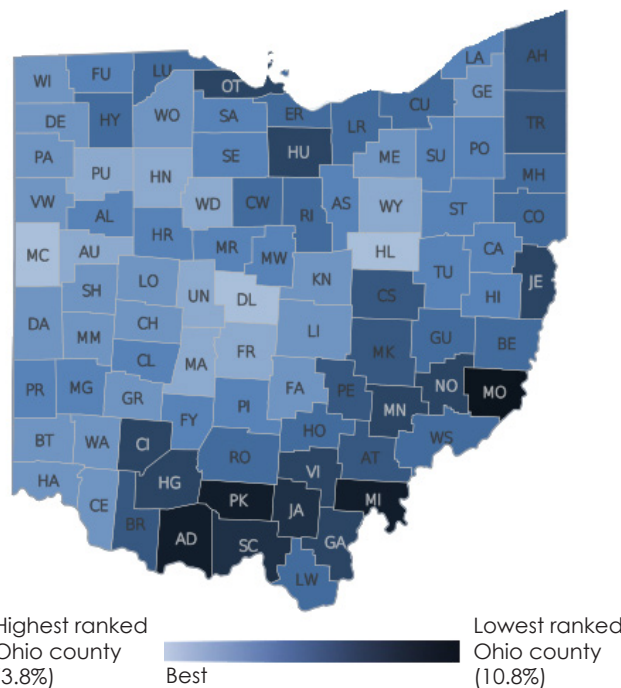 AH
LA
LU
FU
WI
OT
GE
CU
ER
WO
SA
HY
DE
TR
LR
HU
PO
SU
ME
SE
PA
HN
PU
MH
VW
WD
CW
AS
WY
ST
RI
AL
CO
HR
MR
MC
AU
HL
CA
MW
TU
KN
LO
JE
CS
SH
UN
DL
HI
DA
CH
LI
MM
GU
BE
FR
MK
CL
MA
PR
MG
FA
PE
NO
MO
GR
PI
MN
FY
HO
BT
WA
CI
WS
RO
AT
VI
HA
HG
PK
MI
CE
JA
BR
AD
SC
GA
LW
Highest ranked
Ohio county
(3.8%)
Best
Lowest ranked
Ohio county
(10.8%)